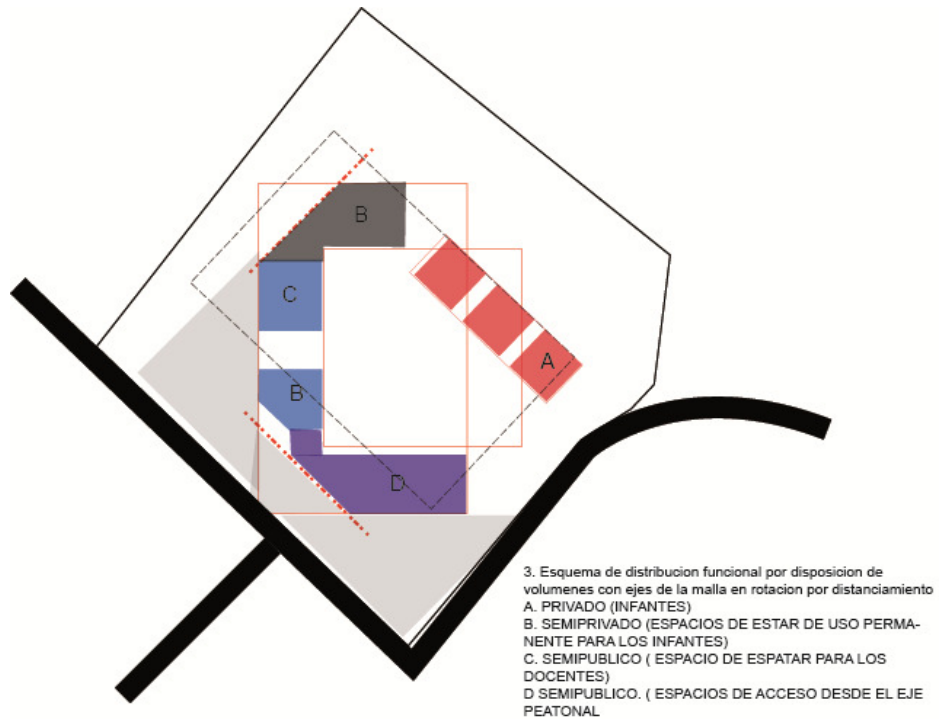 B
C
A
B
D
3. Esquema de distribucion funcional por disposicion de
volumenes con ejes de la malla en rotacion por distanciamiento
A. PRIVADO (INFANTES)
B. SEMIPRIVADO (ESPACIOS DE ESTAR DE USO PERMA-
NENTE PARA LOS INFANTES)
C. SEMIPUBLICO ( ESPACIO DE ESPATAR PARA LOS
DOCENTES)
D SEMIPUBLICO. ( ESPACIOS DE ACCESO DESDE EL EJE
PEATONAL